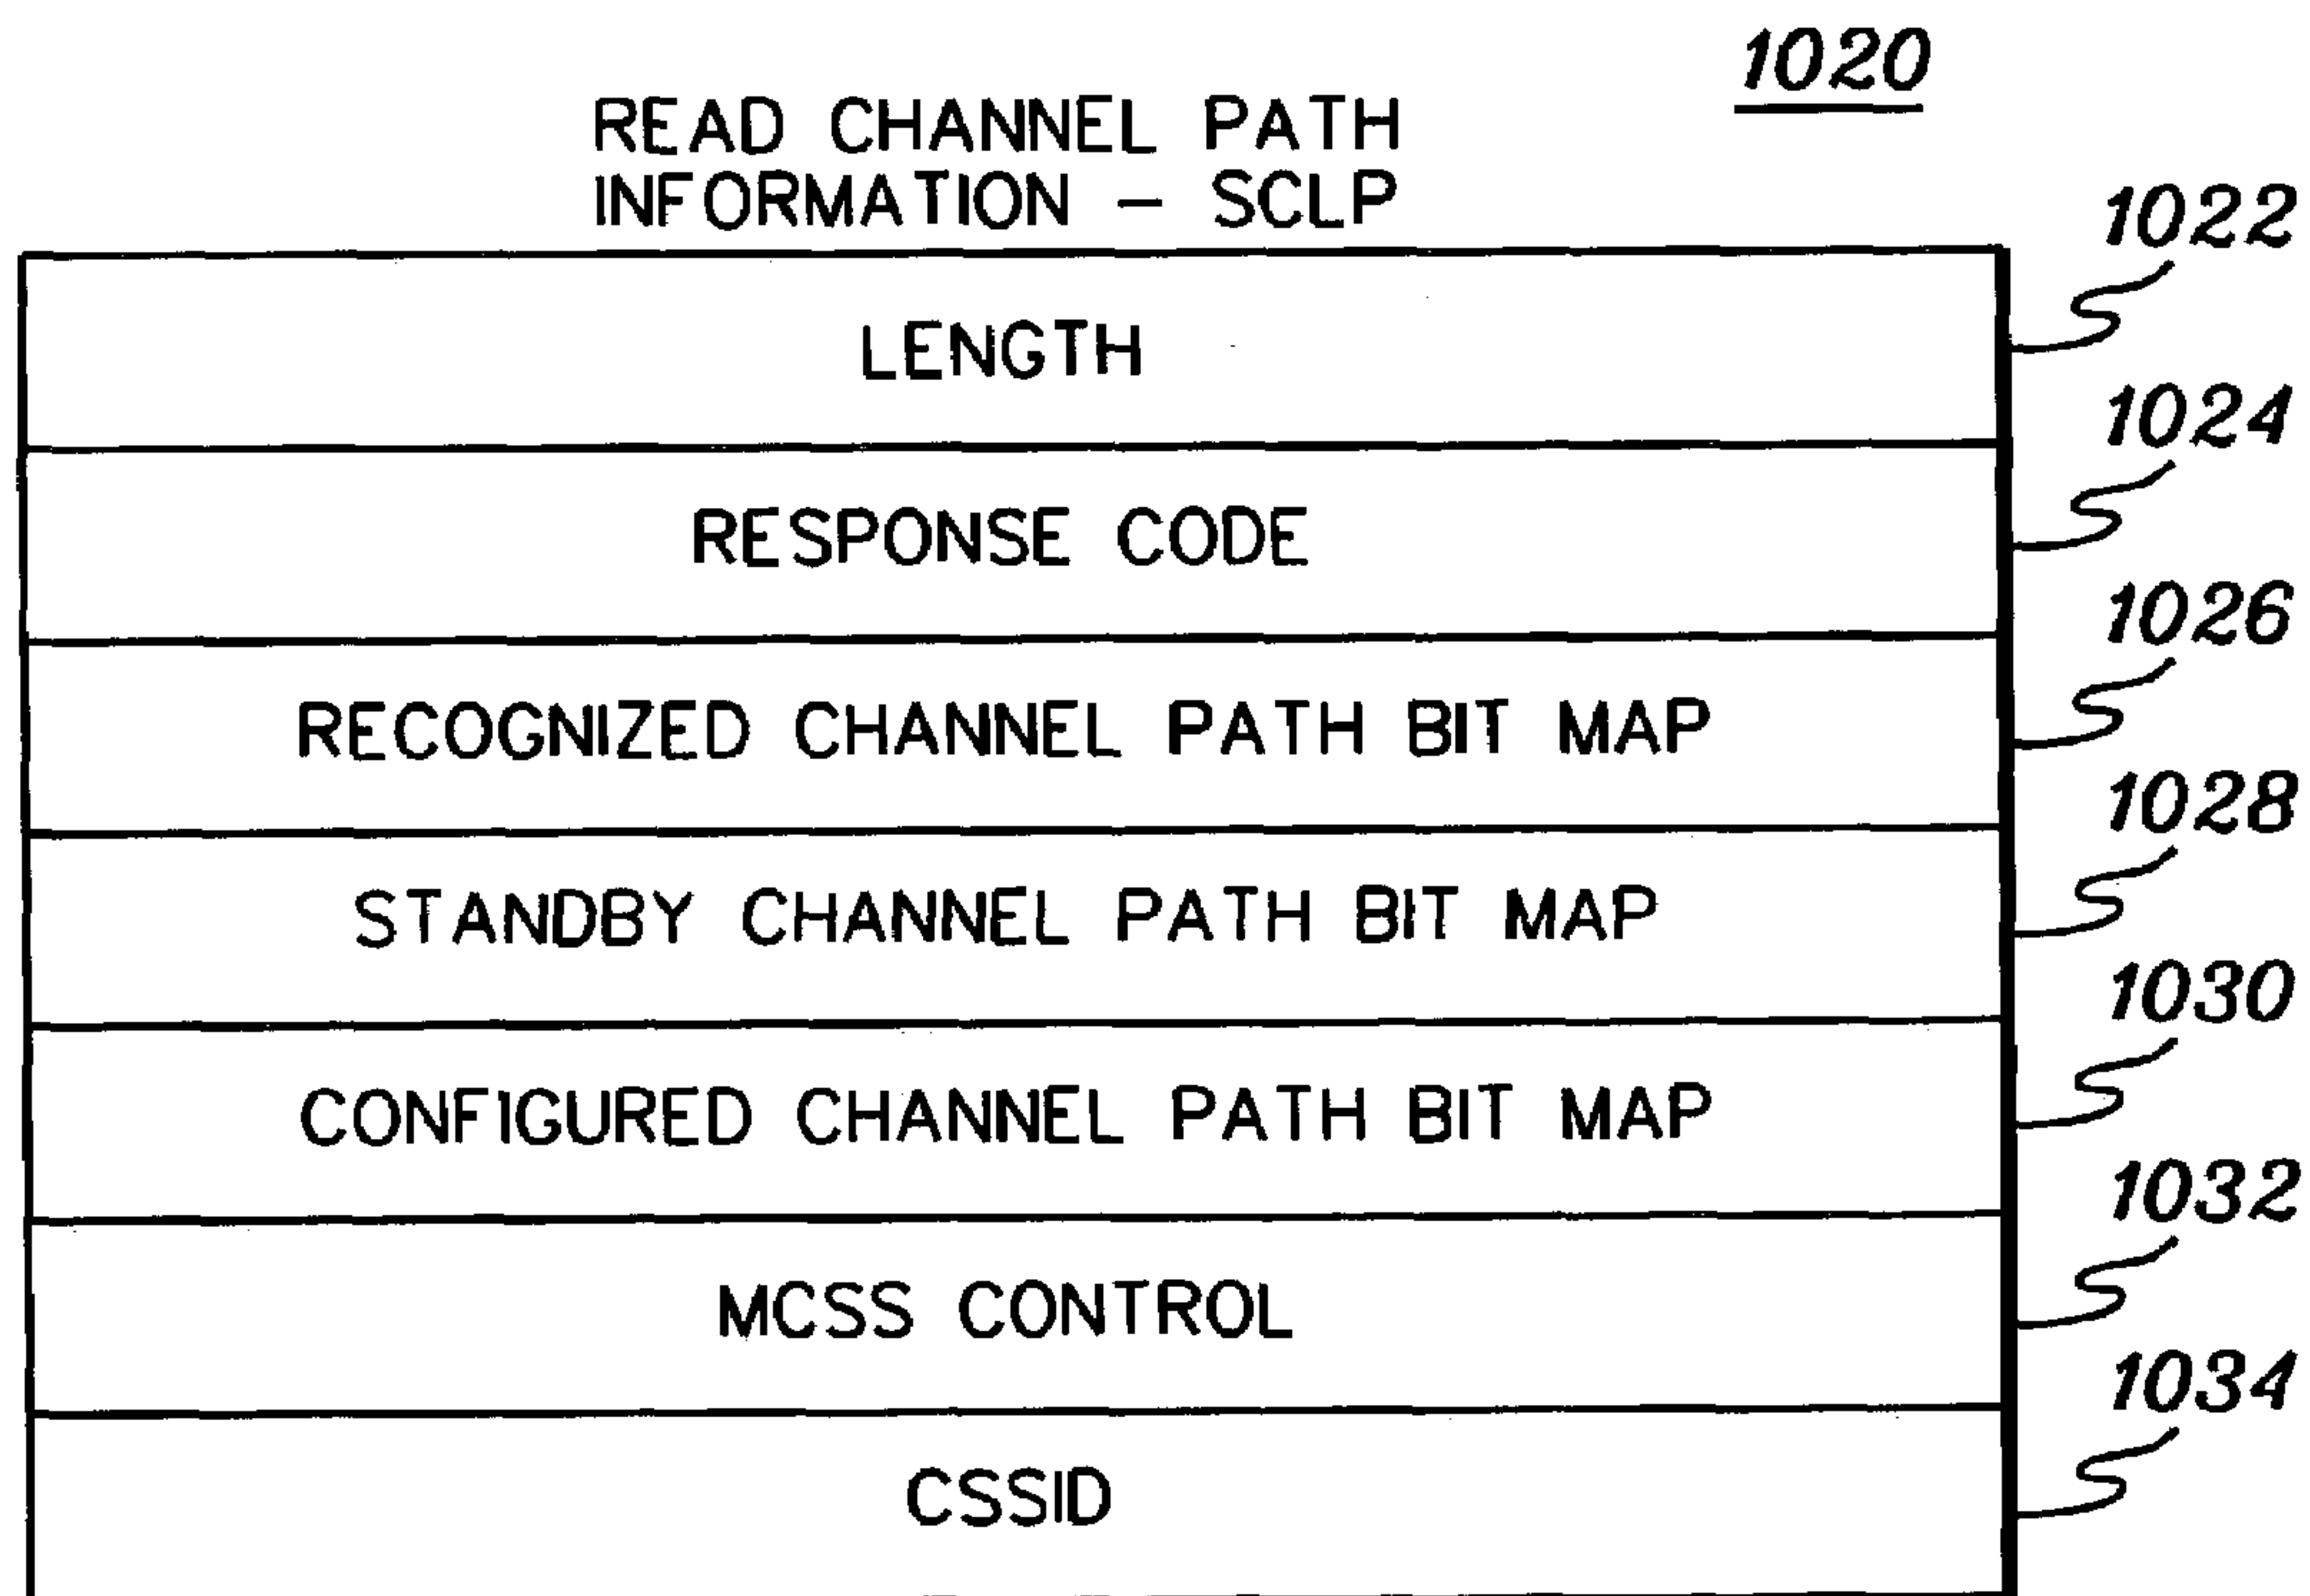 1020
READ CHANNEL PATH
INFORMATION - SCLP
1022
LENGTH
1024
RESPONSE CODE
1026
RECOGNIZED CHANNEL PATH BIT MAP
1028
STANDBY CHANNEL PATH BIT MAP
1030
CONFIGURED CHANNEL PATH BIT MAP
1032
MCSS CONTROL
1034
CSSID